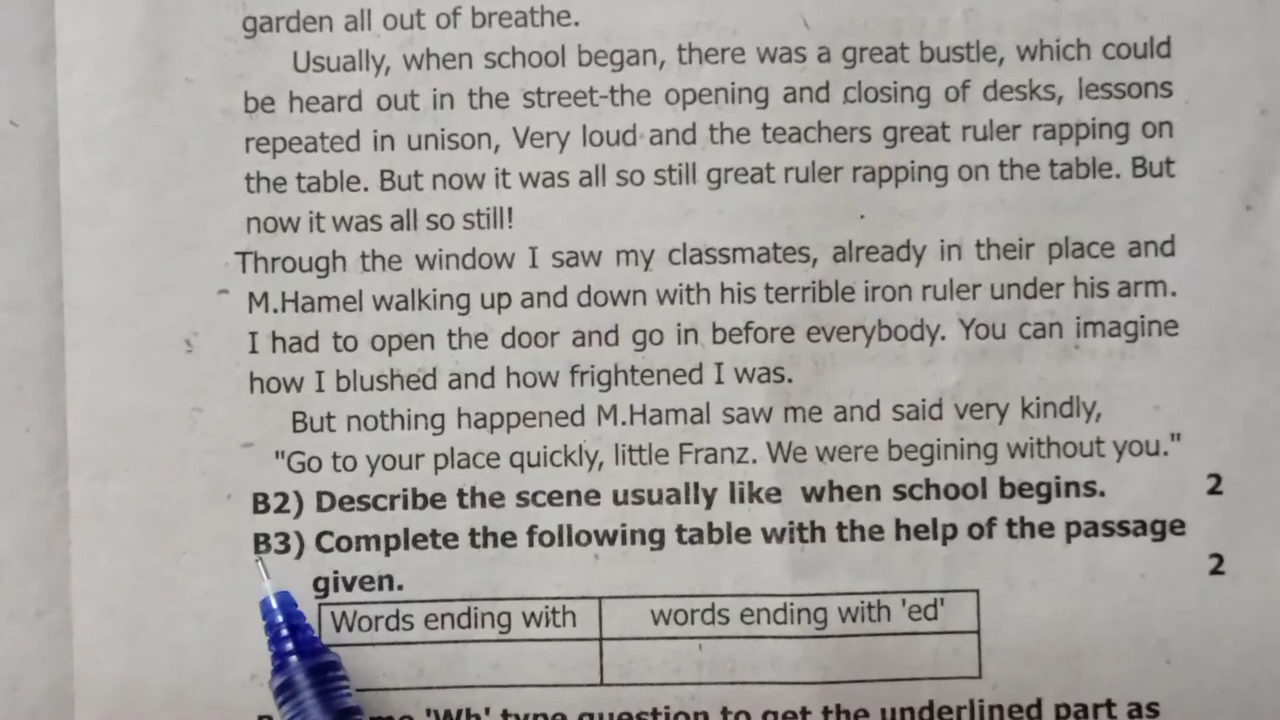 garden all out of breathe.
Usually, when school began, there was a great bustle, which could
be heard out in the street-the opening and closing of desks, lessons
repeated in unison, Very loud and the teachers great ruler rapping on
the table. But now it was all so still great ruler rapping on the table. But
now it was all so still!
Through the window I saw my classmates, already in their place and
M.Hamel walking up and down with his terrible iron ruler under his arm.
I had to open the door and go in before everybody. You can imagine
how I blushed and how frightened I was.
But nothing happened M.Hamal saw me and said very kindly,
"Go to your place quickly, little Franz. We were begining without you."
B2) Describe the scene usually like when school begins. 2
B3) Complete the following table with the help of the passage
given. 2
Words ending with words ending with 'ed'
'Wh' type question to get the underlined part as